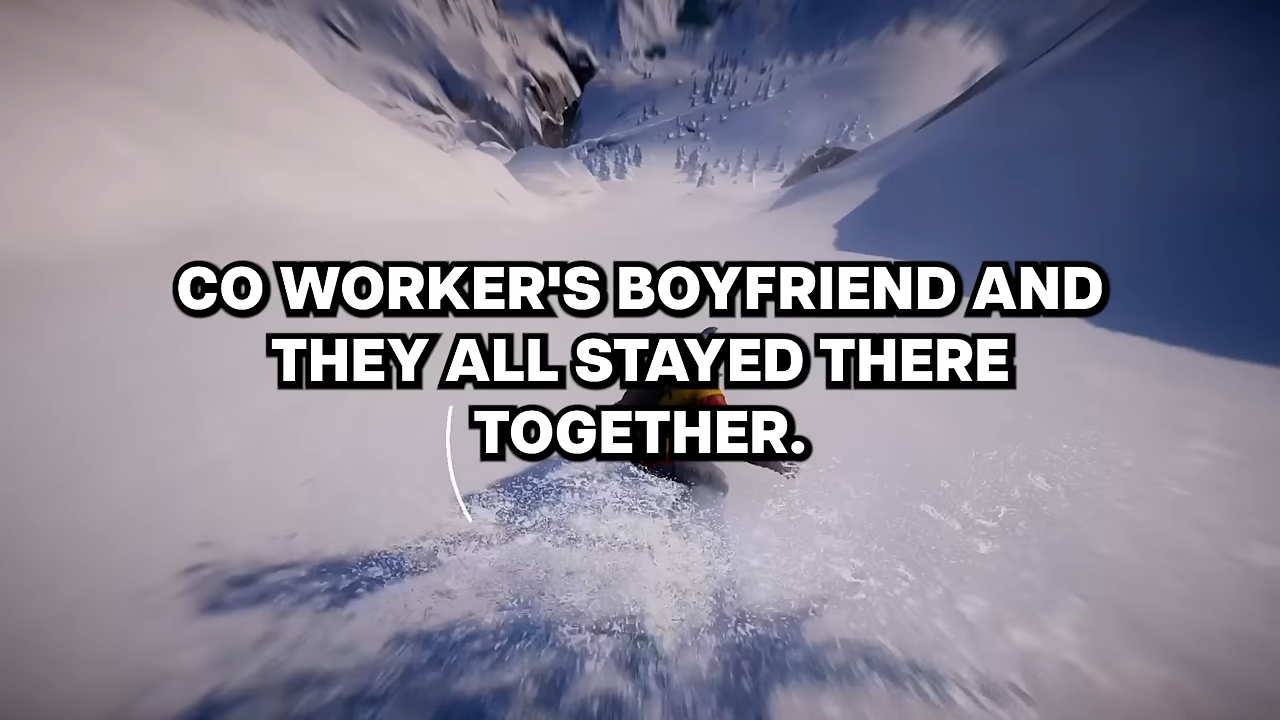 CO WORKER'S BOYFRIEND AND
THEY ALL STAYED THERE
TOGETHER.